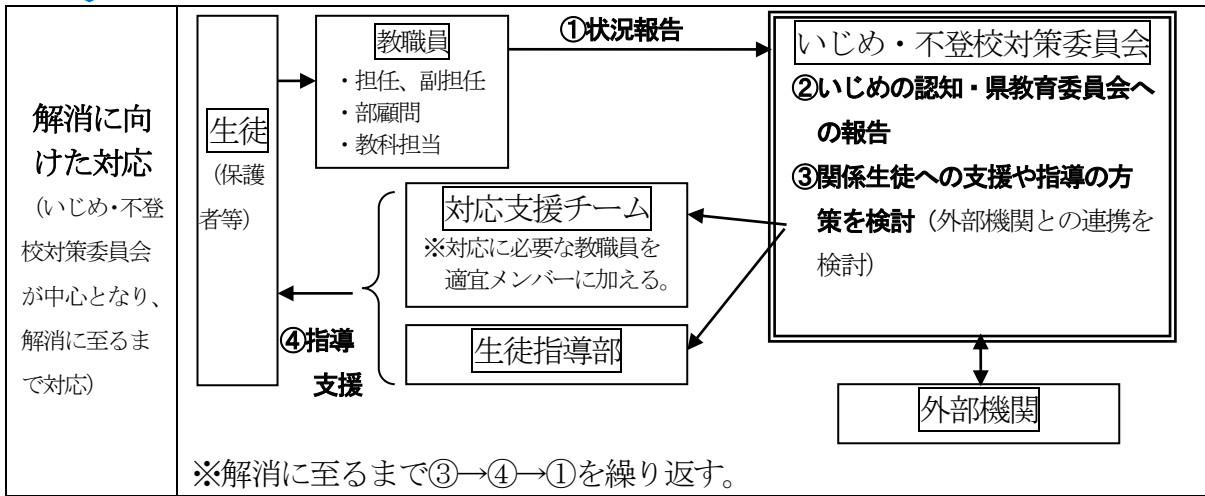 解消に向
けた対応
(いじめ・不登
校対策委員会
が中心となり、
解消に至るま
で対応)
生徒
(保護
者等)
教職員
・担任、副担任
・部顧問
・教科担当
①状況報告
いじめ・不登校対策委員会
②いじめの認知・県教育委員会へ
の報告
③関係生徒への支援や指導の方
策を検討(外部機関との連携を
検討)
対応支援チーム
※対応に必要な教職員を
適宜メンバーに加える。
④指導
支援
生徒指導部
外部機関
※解消に至るまで③→④→①を繰り返す。